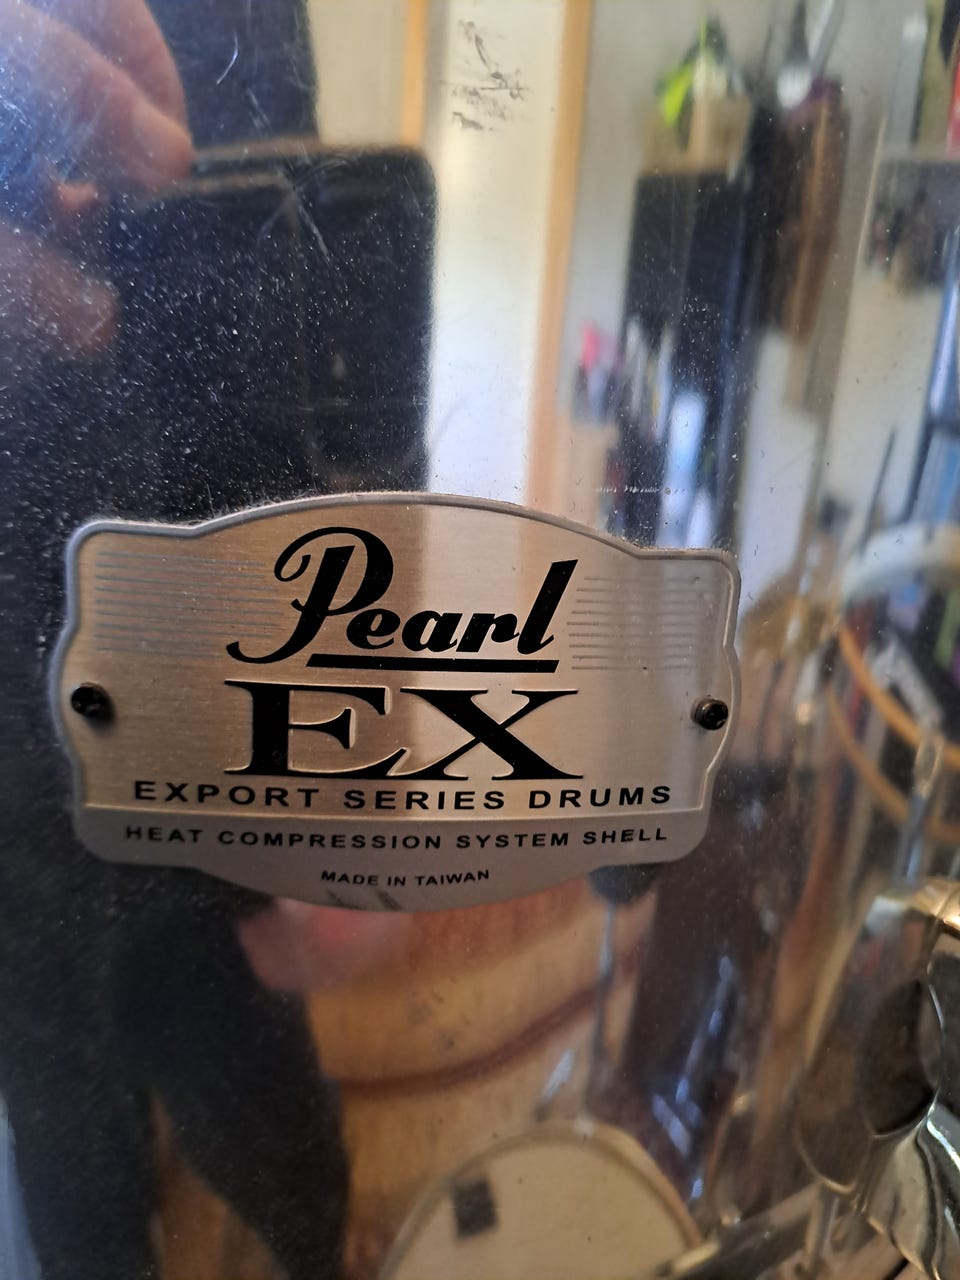 Pearl
EX
EXPORT SERIES DRUMS
HEAT COMPRESSION SYSTEM SHELL
MADE IN TAIWAN